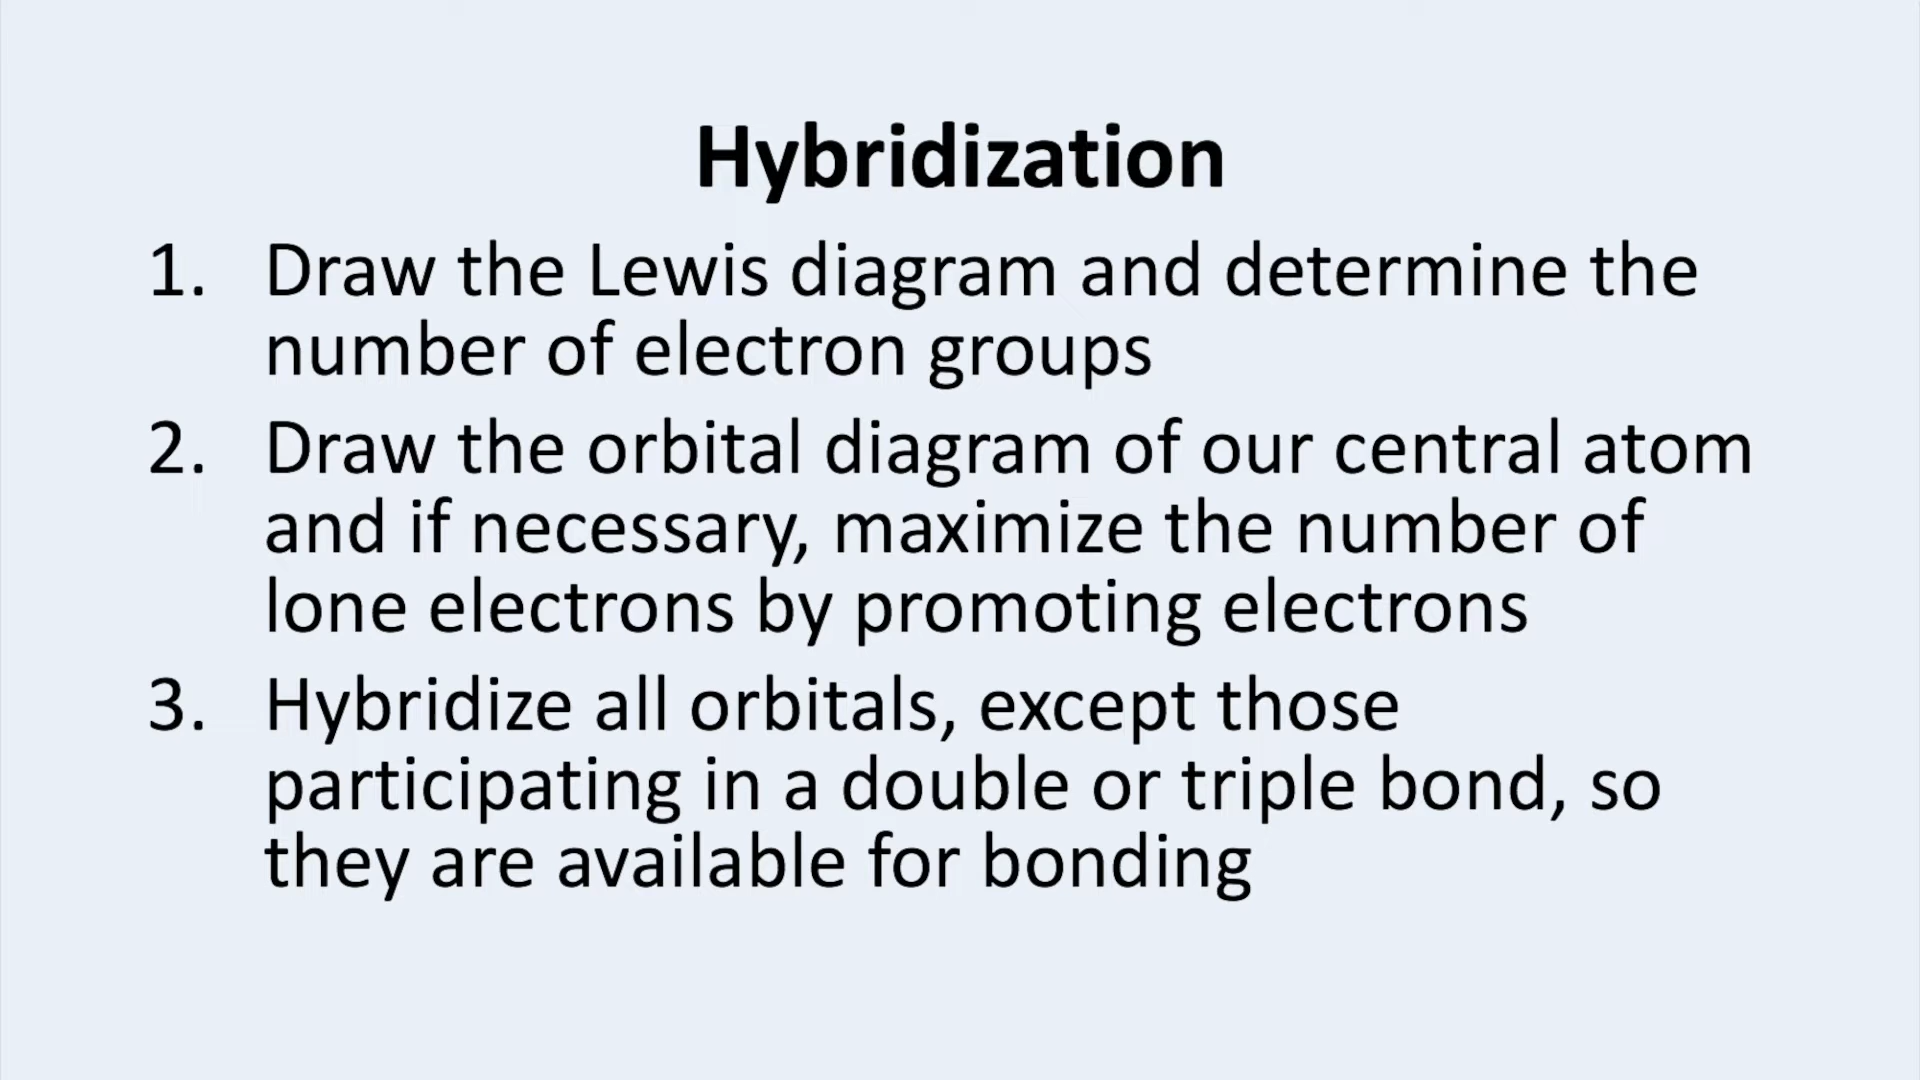 Hybridization
1. Draw the Lewis diagram and determine the
number of electron groups
2. Draw the orbital diagram of our central atom
and if necessary, maximize the number of
lone electrons by promoting electrons
3. Hybridize all orbitals, except those
participating in a double or triple bond, so
they are available for bonding